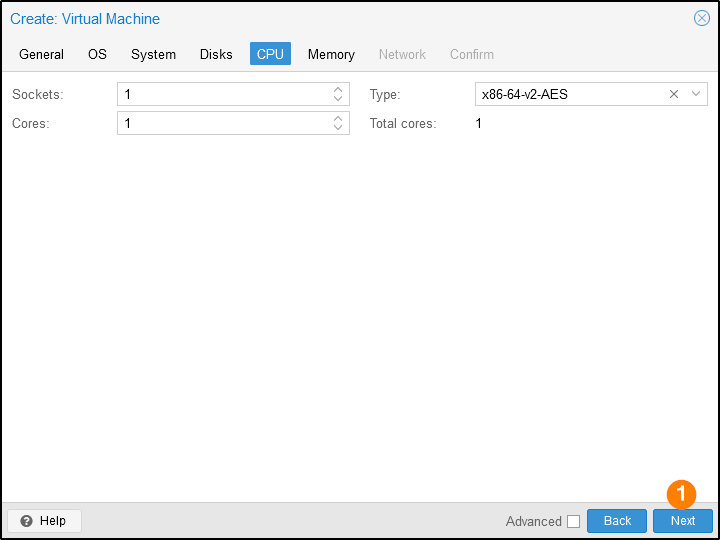 Create: Virtual Machine
General OS System Disks CPU Memory Network Confirm
Sockets: 1 Type: x86-64-v2-AES
Cores: 1 Total cores: 1
1
Help Advanced Back Next